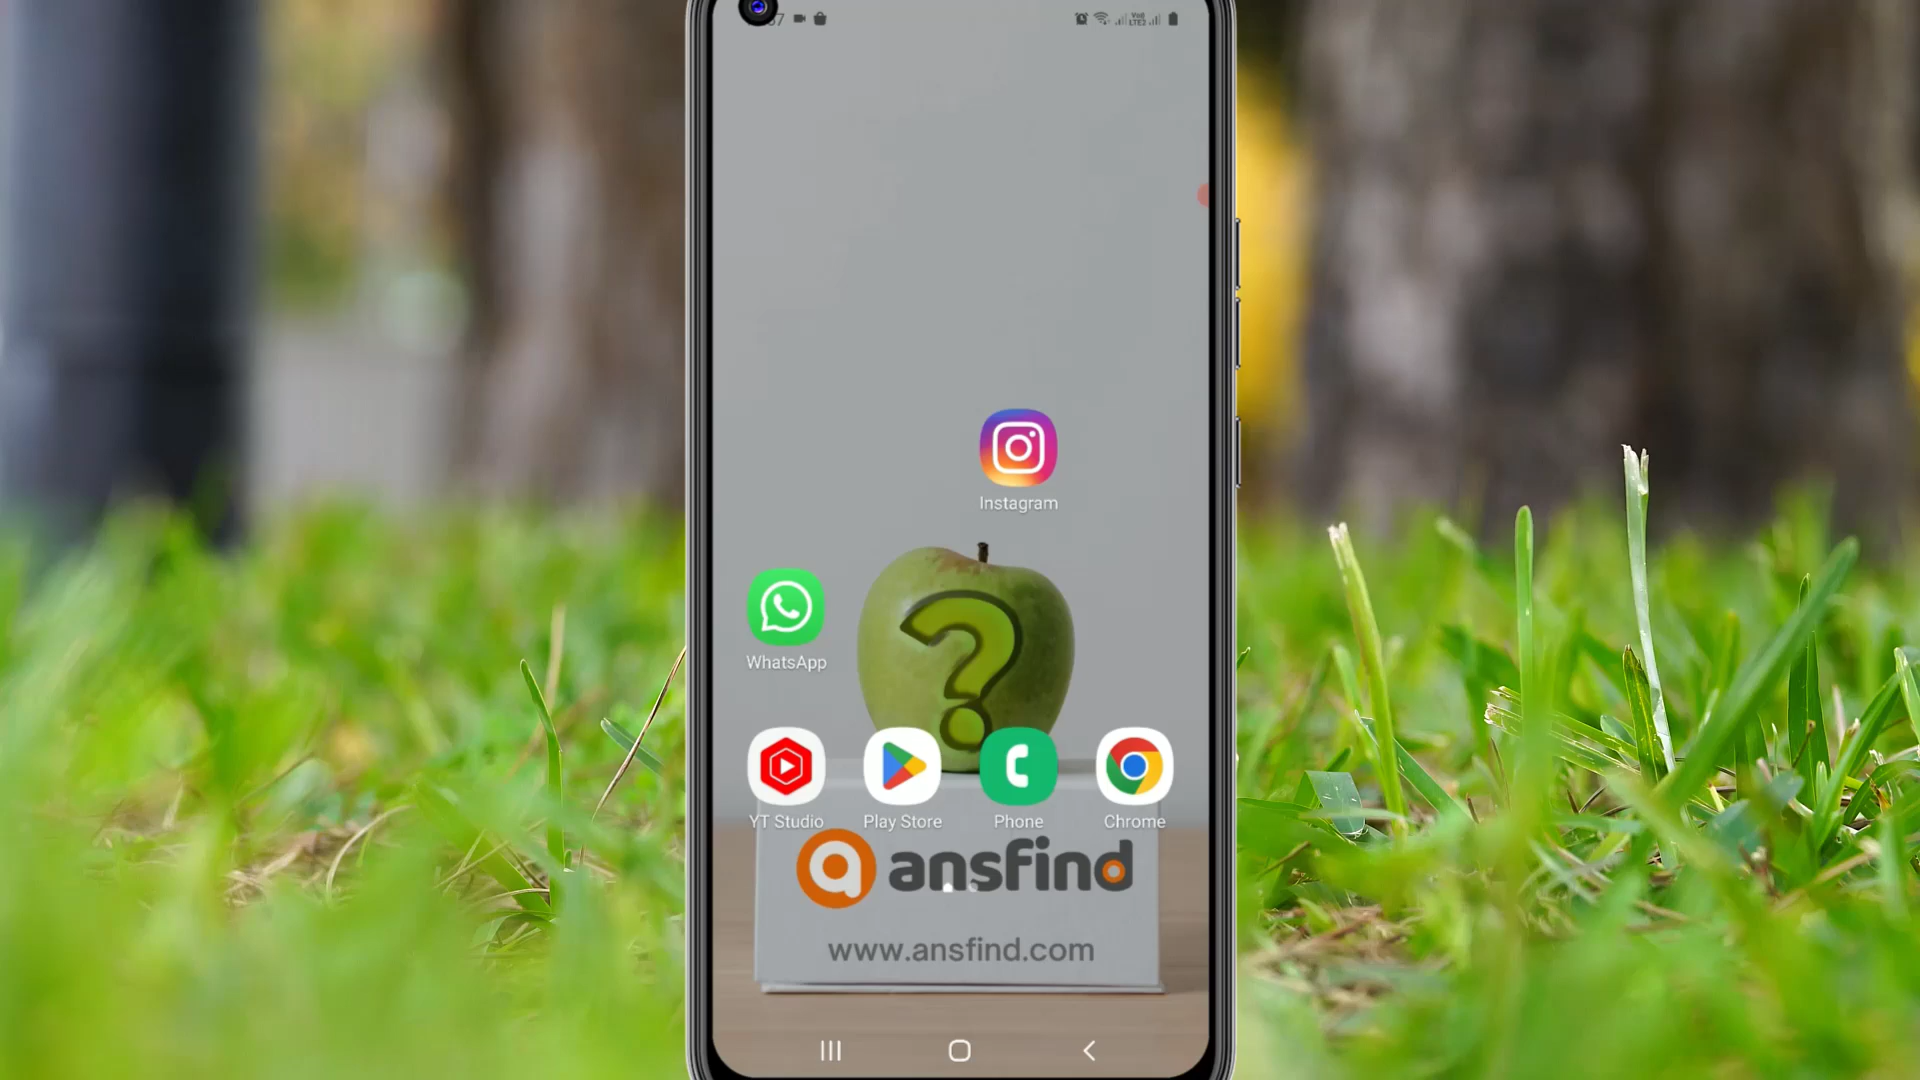 Instagram
WhatsApp
YT Studio
Play Store
Phone
Chrome
ansfind
www.ansfind.com